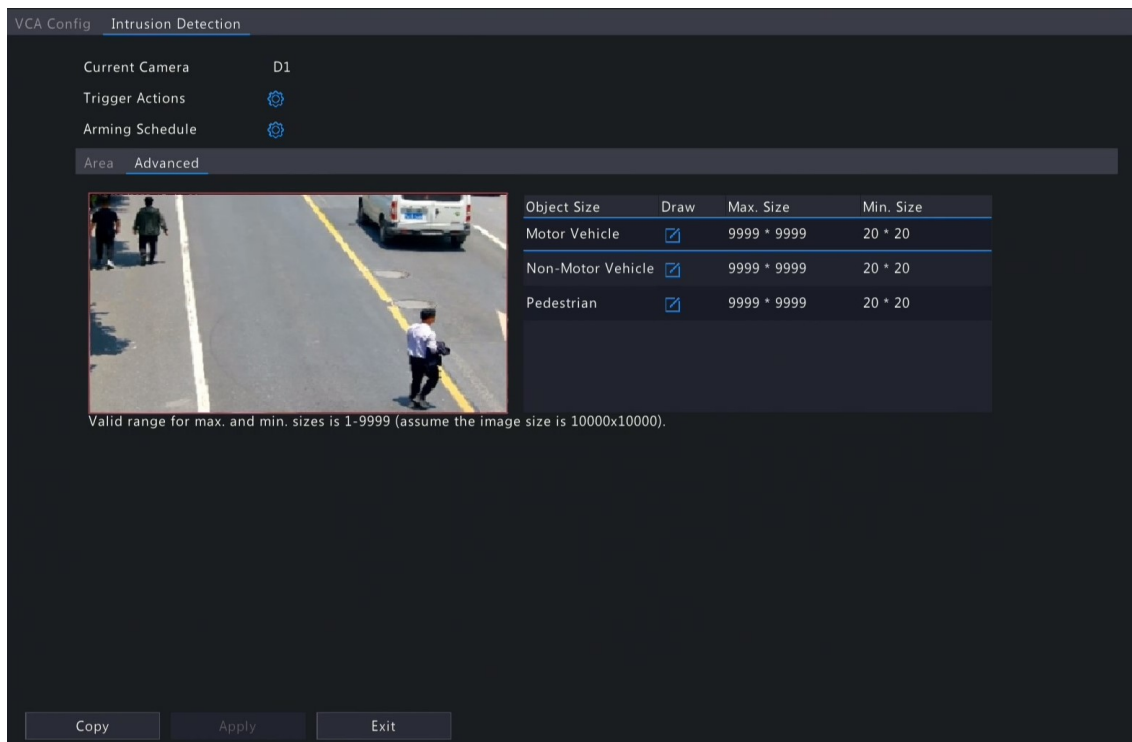 VCA Config Intrusion Detection
Current Camera D1
Trigger Actions
Arming Schedule
Area Advanced
Object Size Draw Max. Size Min. Size
Motor Vehicle 9999 * 9999 20 * 20
Non-Motor Vehicle 9999 * 9999 20 * 20
Pedestrian 9999 * 9999 20 * 20
Valid range for max. and min. sizes is 1-9999 (assume the image size is 10000x10000).
Copy Apply Exit